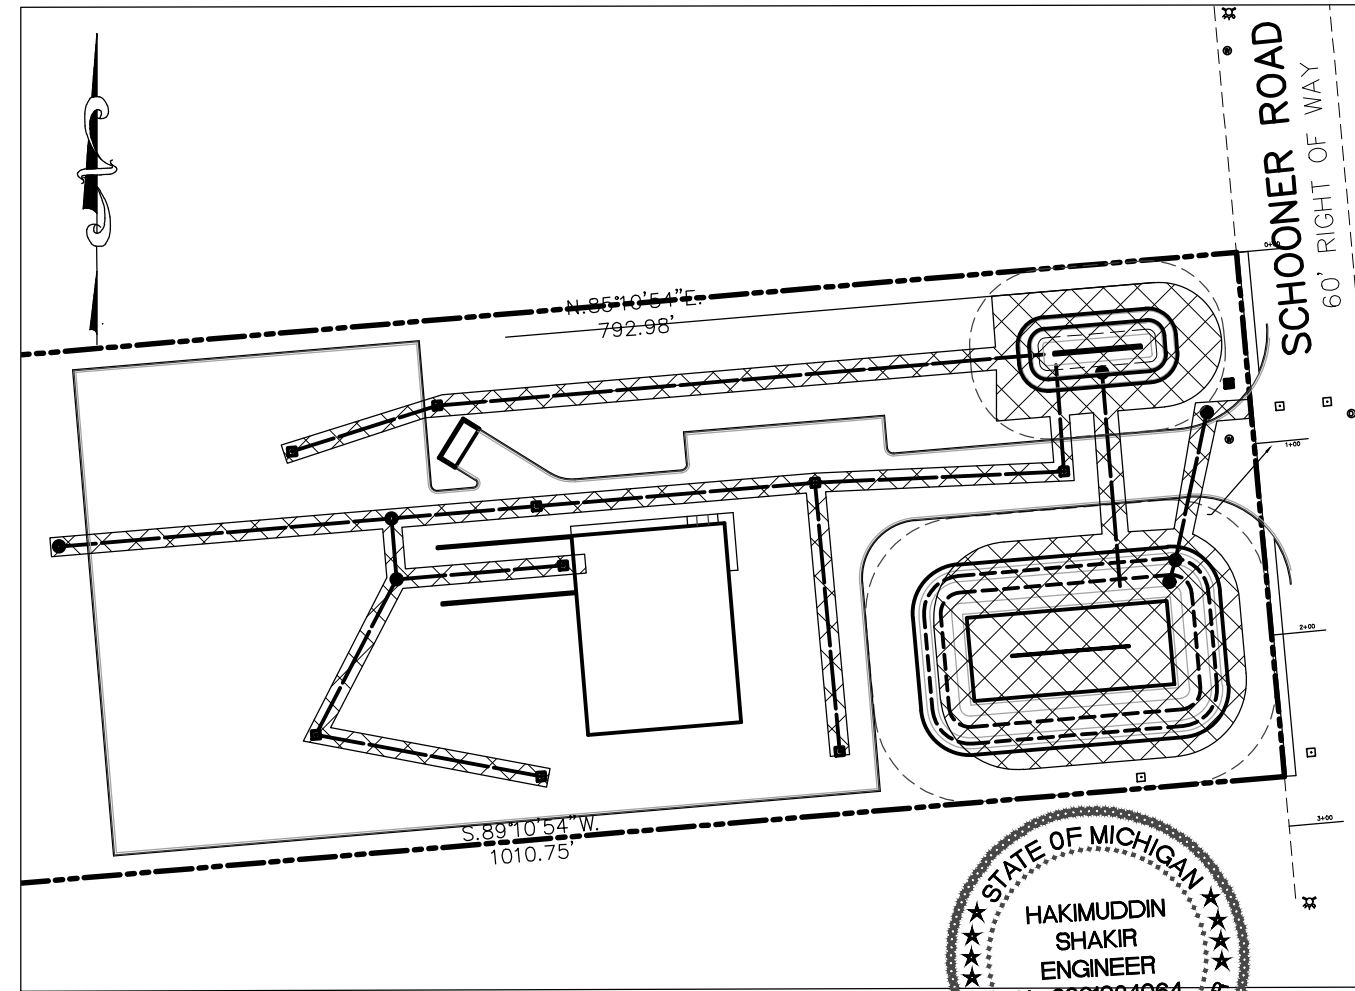 SCHOONER ROAD
60' RIGHT OF WAY
0+00
N.85°10'54"E.
792.98'
1+00
2+00
3+00
S.89°10'54"W.
1010.75'
STATE OF MICHIGAN
HAKIMUDDIN
SHAKIR
ENGINEER